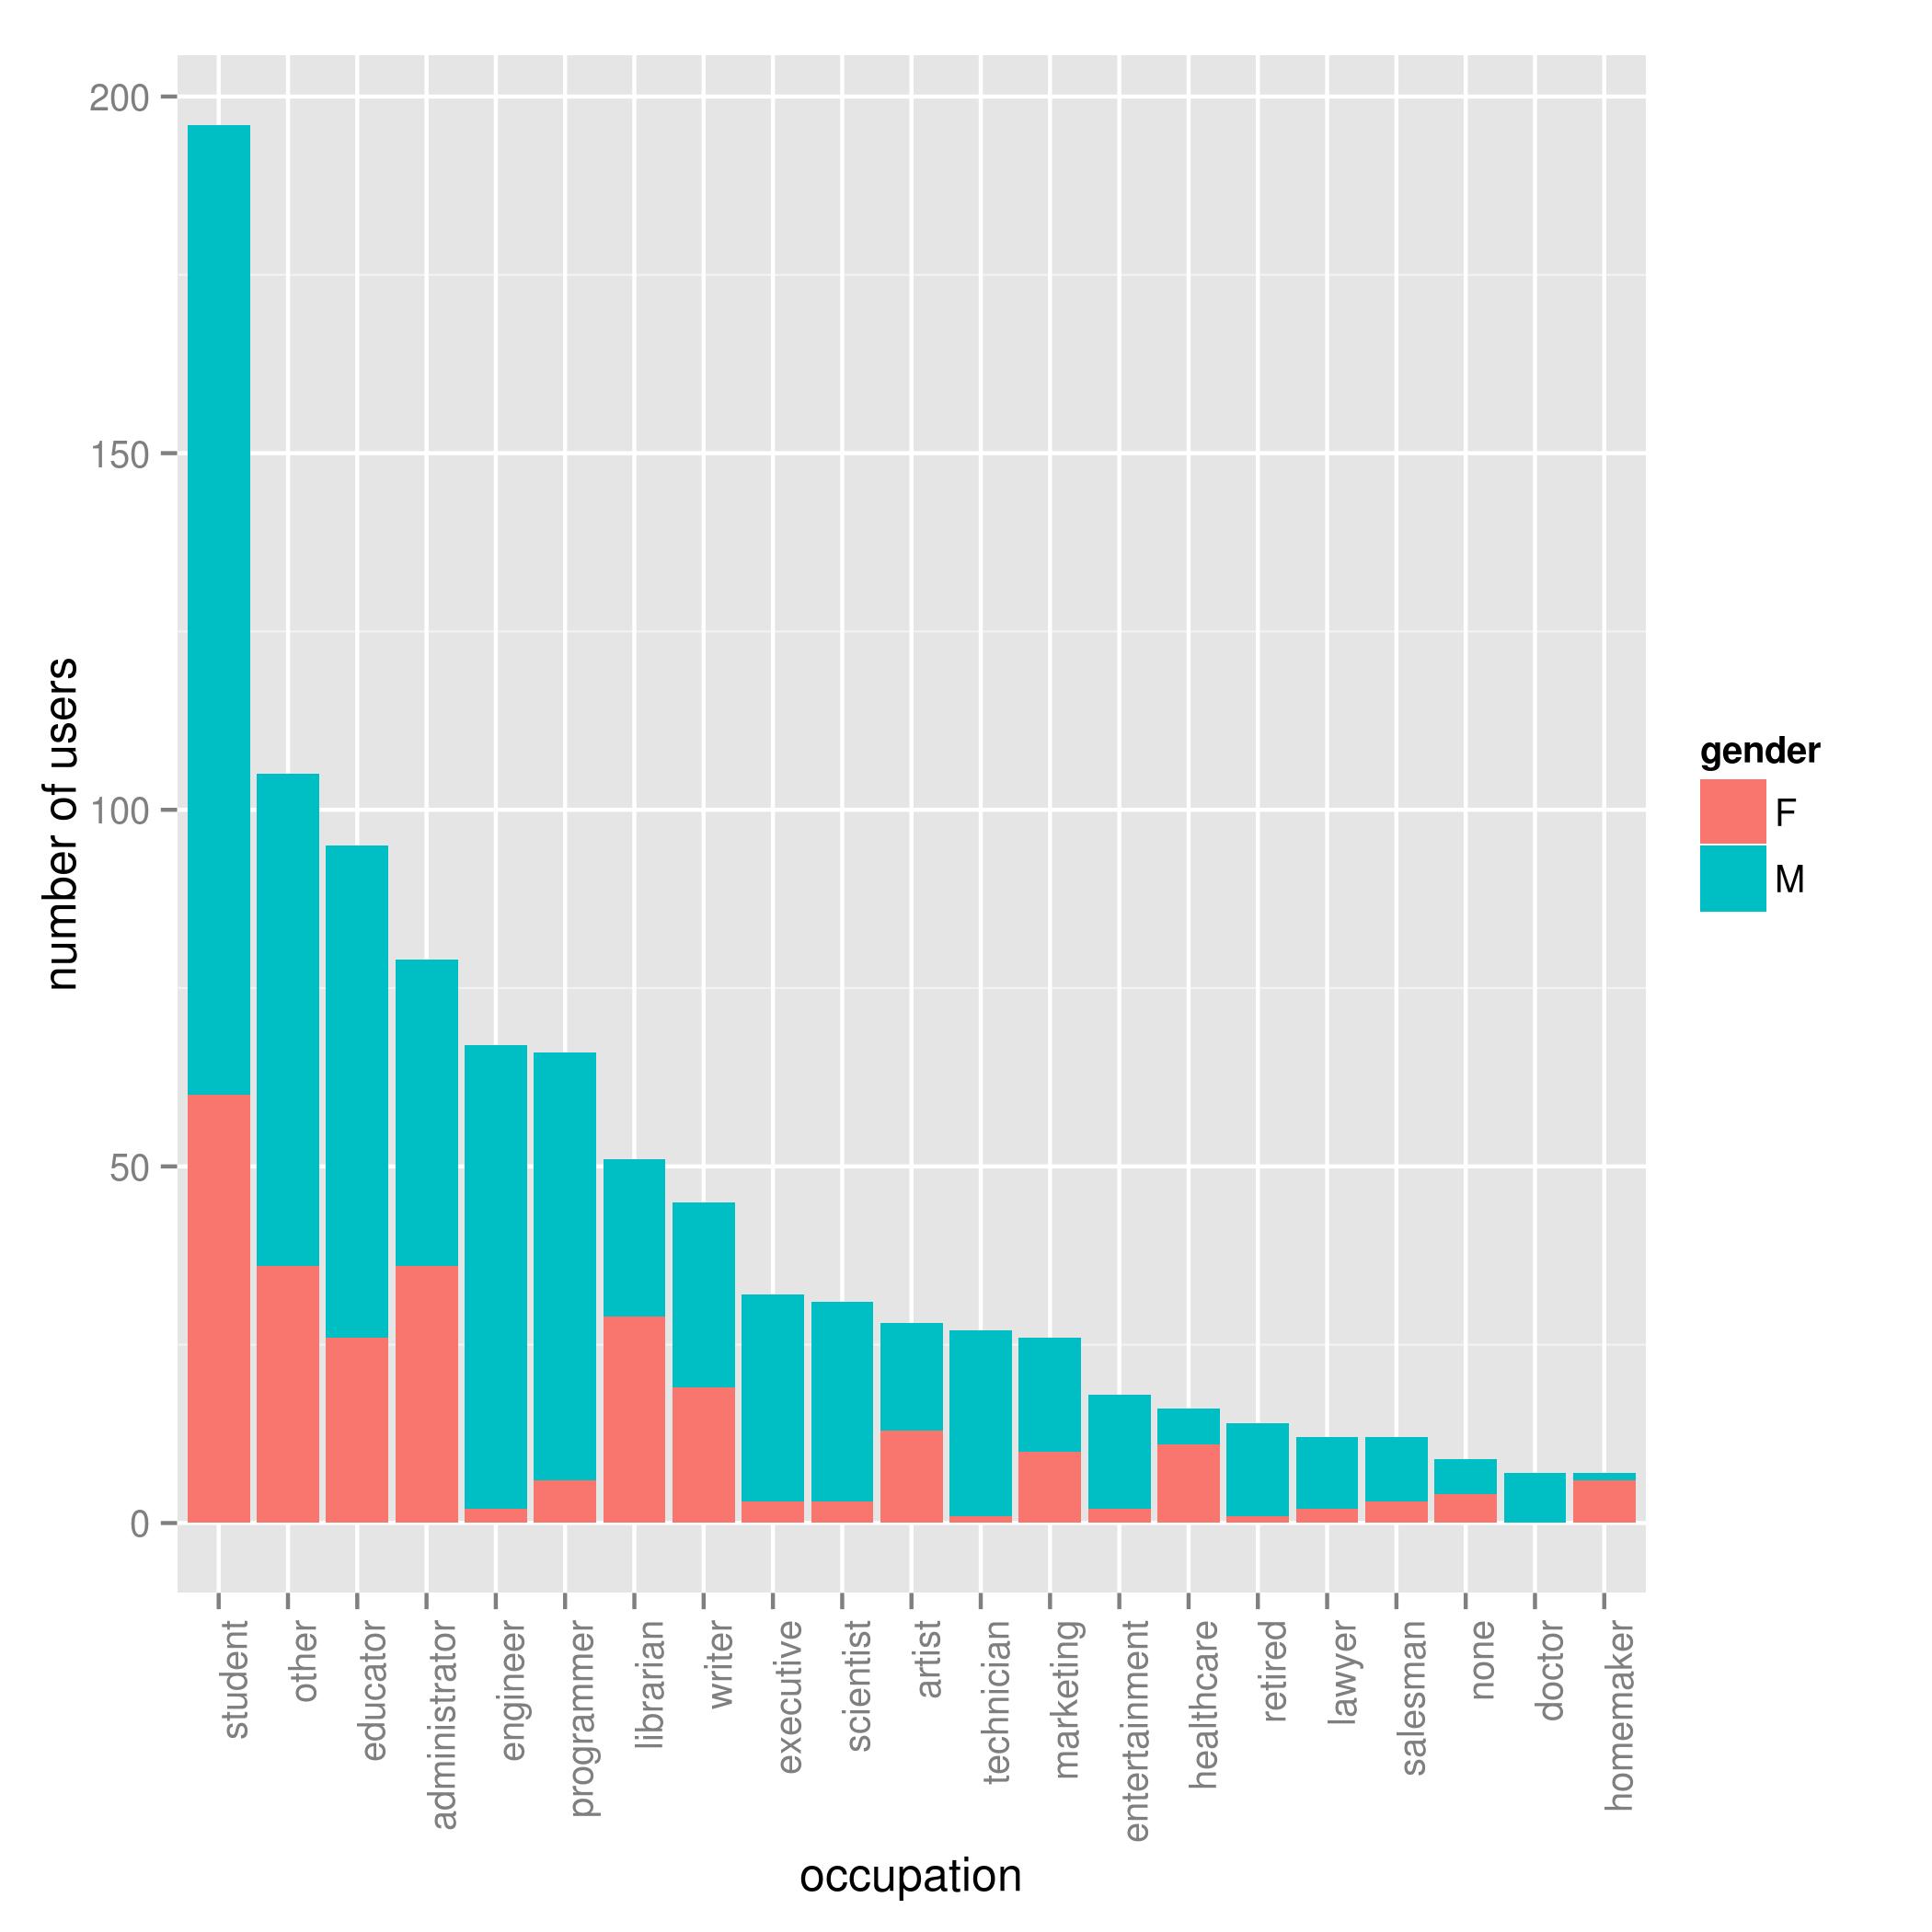 number of users
200
150
100
50
0
student
other
educator
administrator
engineer
programmer
librarian
writer
executive
scientist
artist
technician
marketing
entertainment
healthcare
retired
lawyer
salesman
none
doctor
homemaker
occupation
gender
F
M